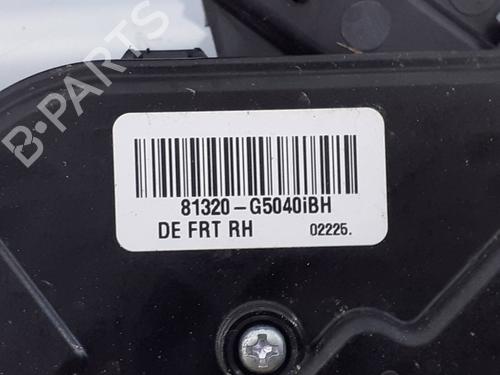 B-PARTS
81320-G5040iBH
DE FRT RH 02225.